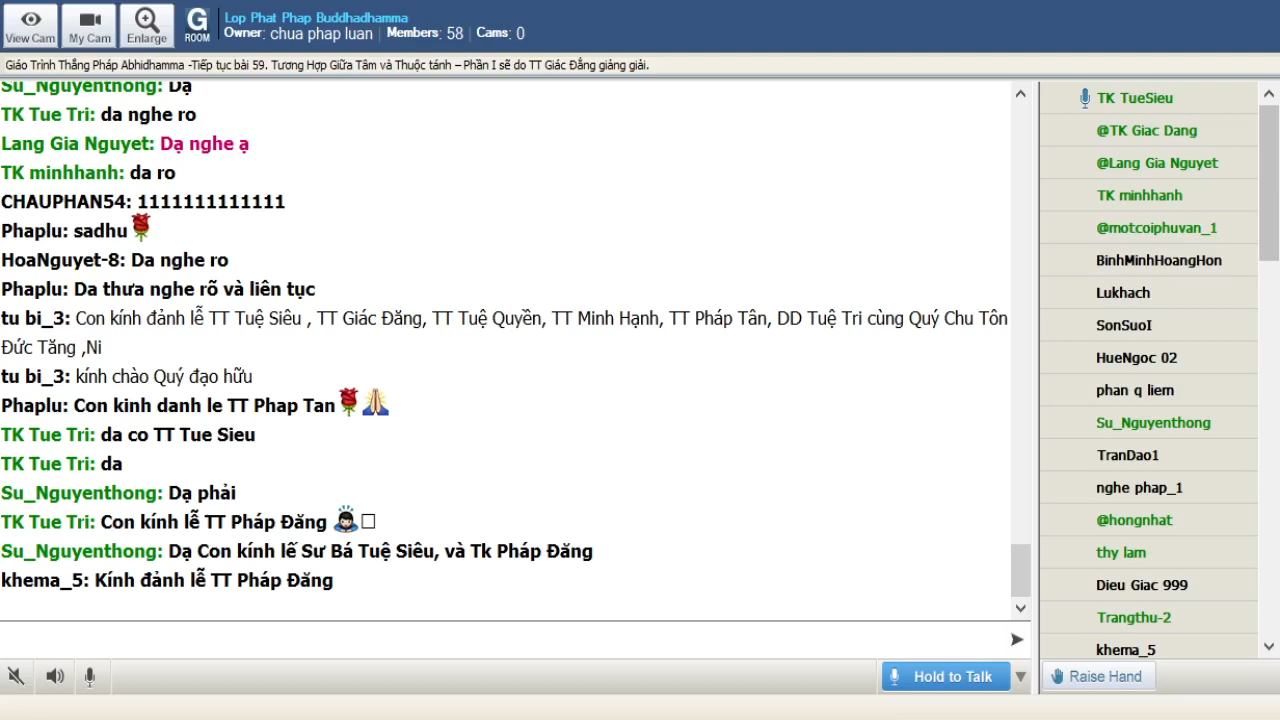 View Cam
My Cam
Enlarge
G
ROOM
Lop Phat Phap Buddhadhamma
Owner: chua phap luan Members: 58 Cams: 0
Giáo Trình Thắng Pháp Abhidhamma -Tiếp tục bài 59. Tương Hợp Giữa Tâm và Thuộc tánh – Phần I sẽ do TT Giác Đẳng giảng giải.
Su_Nguyenthong: Dạ
TK Tue Tri: da nghe ro
Lang Gia Nguyet: Dạ nghe ạ
TK minhhanh: da ro
CHAUPHAN54: 1111111111111
Phaplu: sadhu
HoaNguyet-8: Da nghe ro
Phaplu: Da thưa nghe rõ và liên tục
tu bi_3: Con kính đảnh lễ TT Tuệ Siêu , TT Giác Đăng, TT Tuệ Quyền, TT Minh Hạnh, TT Pháp Tân, DD Tuệ Tri cùng Quý Chu Tôn
Đức Tăng ,Ni
tu bi_3: kính chào Quý đạo hữu
Phaplu: Con kinh danh le TT Phap Tan
TK Tue Tri: da co TT Tue Sieu
TK Tue Tri: da
Su_Nguyenthong: Dạ phải
TK Tue Tri: Con kính lễ TT Pháp Đăng
Su_Nguyenthong: Dạ Con kính lế Sư Bá Tuệ Siêu, và Tk Pháp Đăng
khema_5: Kính đảnh lễ TT Pháp Đăng
Hold to Talk
TK TueSieu
@TK Giac Dang
@Lang Gia Nguyet
TK minhhanh
@motcoiphuvan_1
BinhMinhHoangHon
Lukhach
SonSuoI
HueNgoc 02
phan q liem
Su_Nguyenthong
TranDao1
nghe phap_1
@hongnhat
thy lam
Dieu Giac 999
Trangthu-2
khema_5
Raise Hand